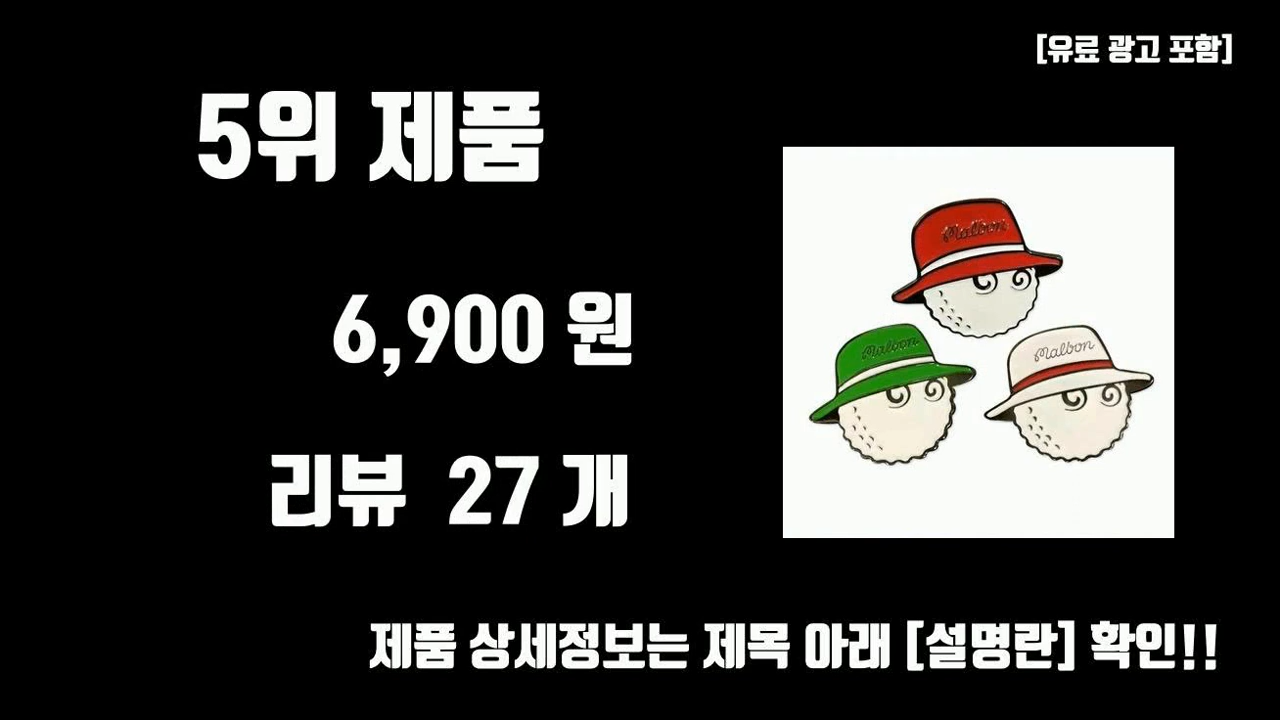 [유료 광고 포함]
5위 제품
6,900 원
리뷰 27 개
Malbon
Malbon
Malbon
제품 상세정보는 제목 아래 [설명란] 확인!!